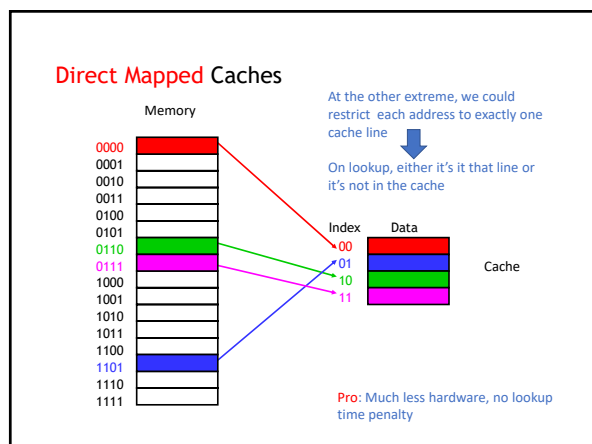 Direct Mapped Caches
Memory
At the other extreme, we could
restrict each address to exactly one
cache line
On lookup, either it's it that line or
it's not in the cache
0000
0001
0010
0011
0100
0101
0110
0111
1000
1001
1010
1011
1100
1101
1110
1111
Index Data
00
01
10
11
Cache
Pro: Much less hardware, no lookup
time penalty